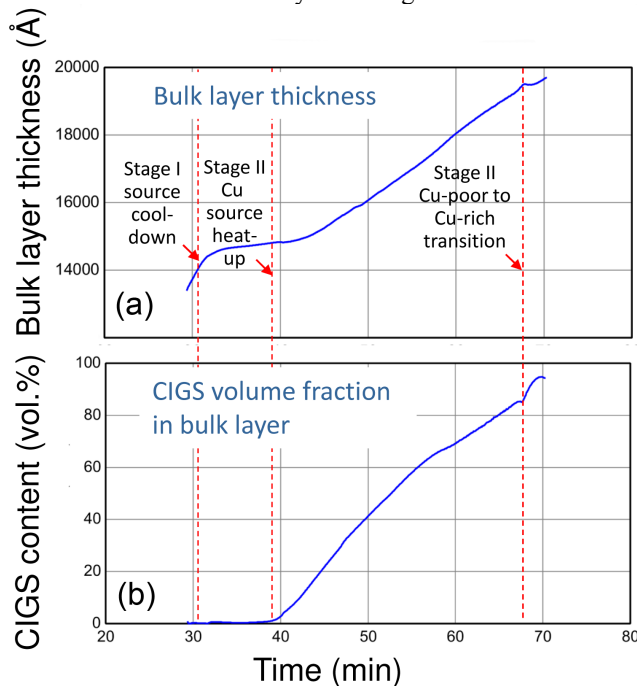 Bulk layer thickness (Å)
20000
18000
16000
14000
Bulk layer thickness
Stage I
source
cool-
down
Stage II
Cu
source
heat-
up
Stage II
Cu-poor to
Cu-rich
transition
(a)
CIGS content (vol.%)
100
80
60
40
20
0
CIGS volume fraction
in bulk layer
(b)
20
30
40
50
60
70
80
Time (min)